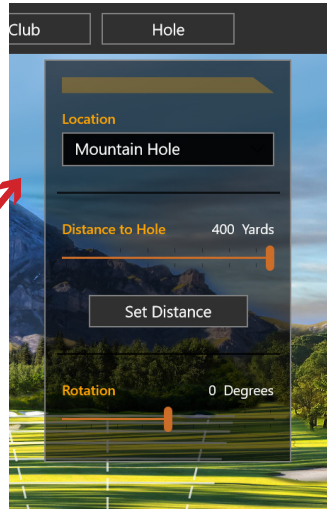 Club Hole
Location
Mountain Hole
Distance to Hole 400 Yards
Set Distance
Rotation 0 Degrees